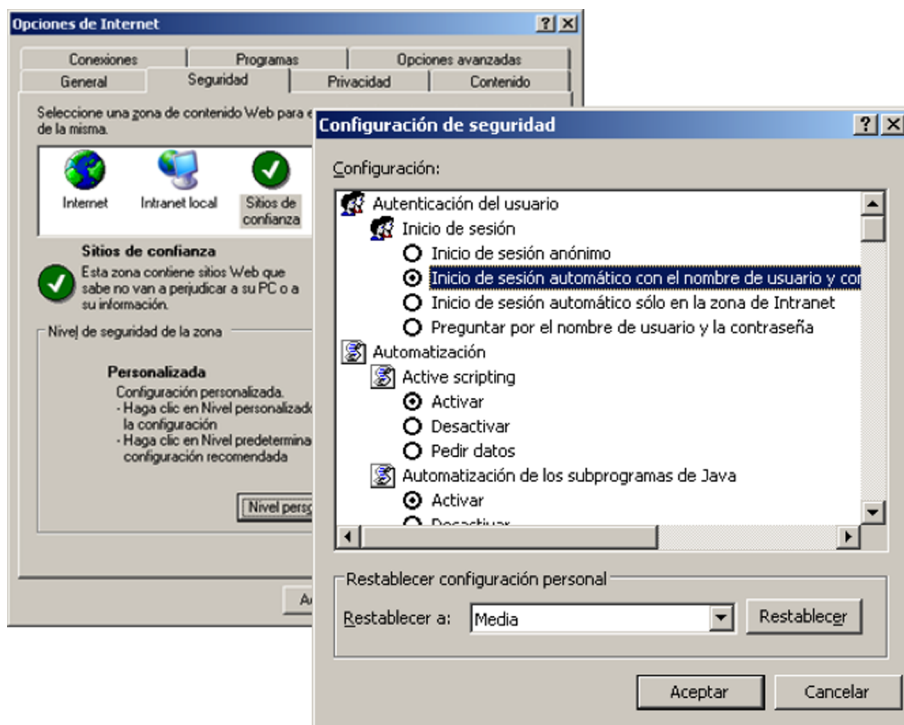 Opciones de Internet
Conexiones Programas Opciones avanzadas
General Seguridad Privacidad Contenido
Seleccione una zona de contenido Web para e
de la misma.
Internet Intranet local Sitios de confianza
Sitios de confianza
Esta zona contiene sitios Web que
sabe no van a perjudicar a su PC o a
su información.
Nivel de seguridad de la zona
Personalizada
Configuración personalizada.
- Haga clic en Nivel personalizado
la configuración
- Haga clic en Nivel predetermina
configuración recomendada
Nivel perso
A
Configuración de seguridad
Configuración:
Autenticación del usuario
Inicio de sesión
Inicio de sesión anónimo
Inicio de sesión automático con el nombre de usuario y con
Inicio de sesión automático sólo en la zona de Intranet
Preguntar por el nombre de usuario y la contraseña
Automatización
Active scripting
Activar
Desactivar
Pedir datos
Automatización de los subprogramas de Java
Activar
Desactivar
Restablecer configuración personal
Restablecer a: Media Restablecer
Aceptar Cancelar